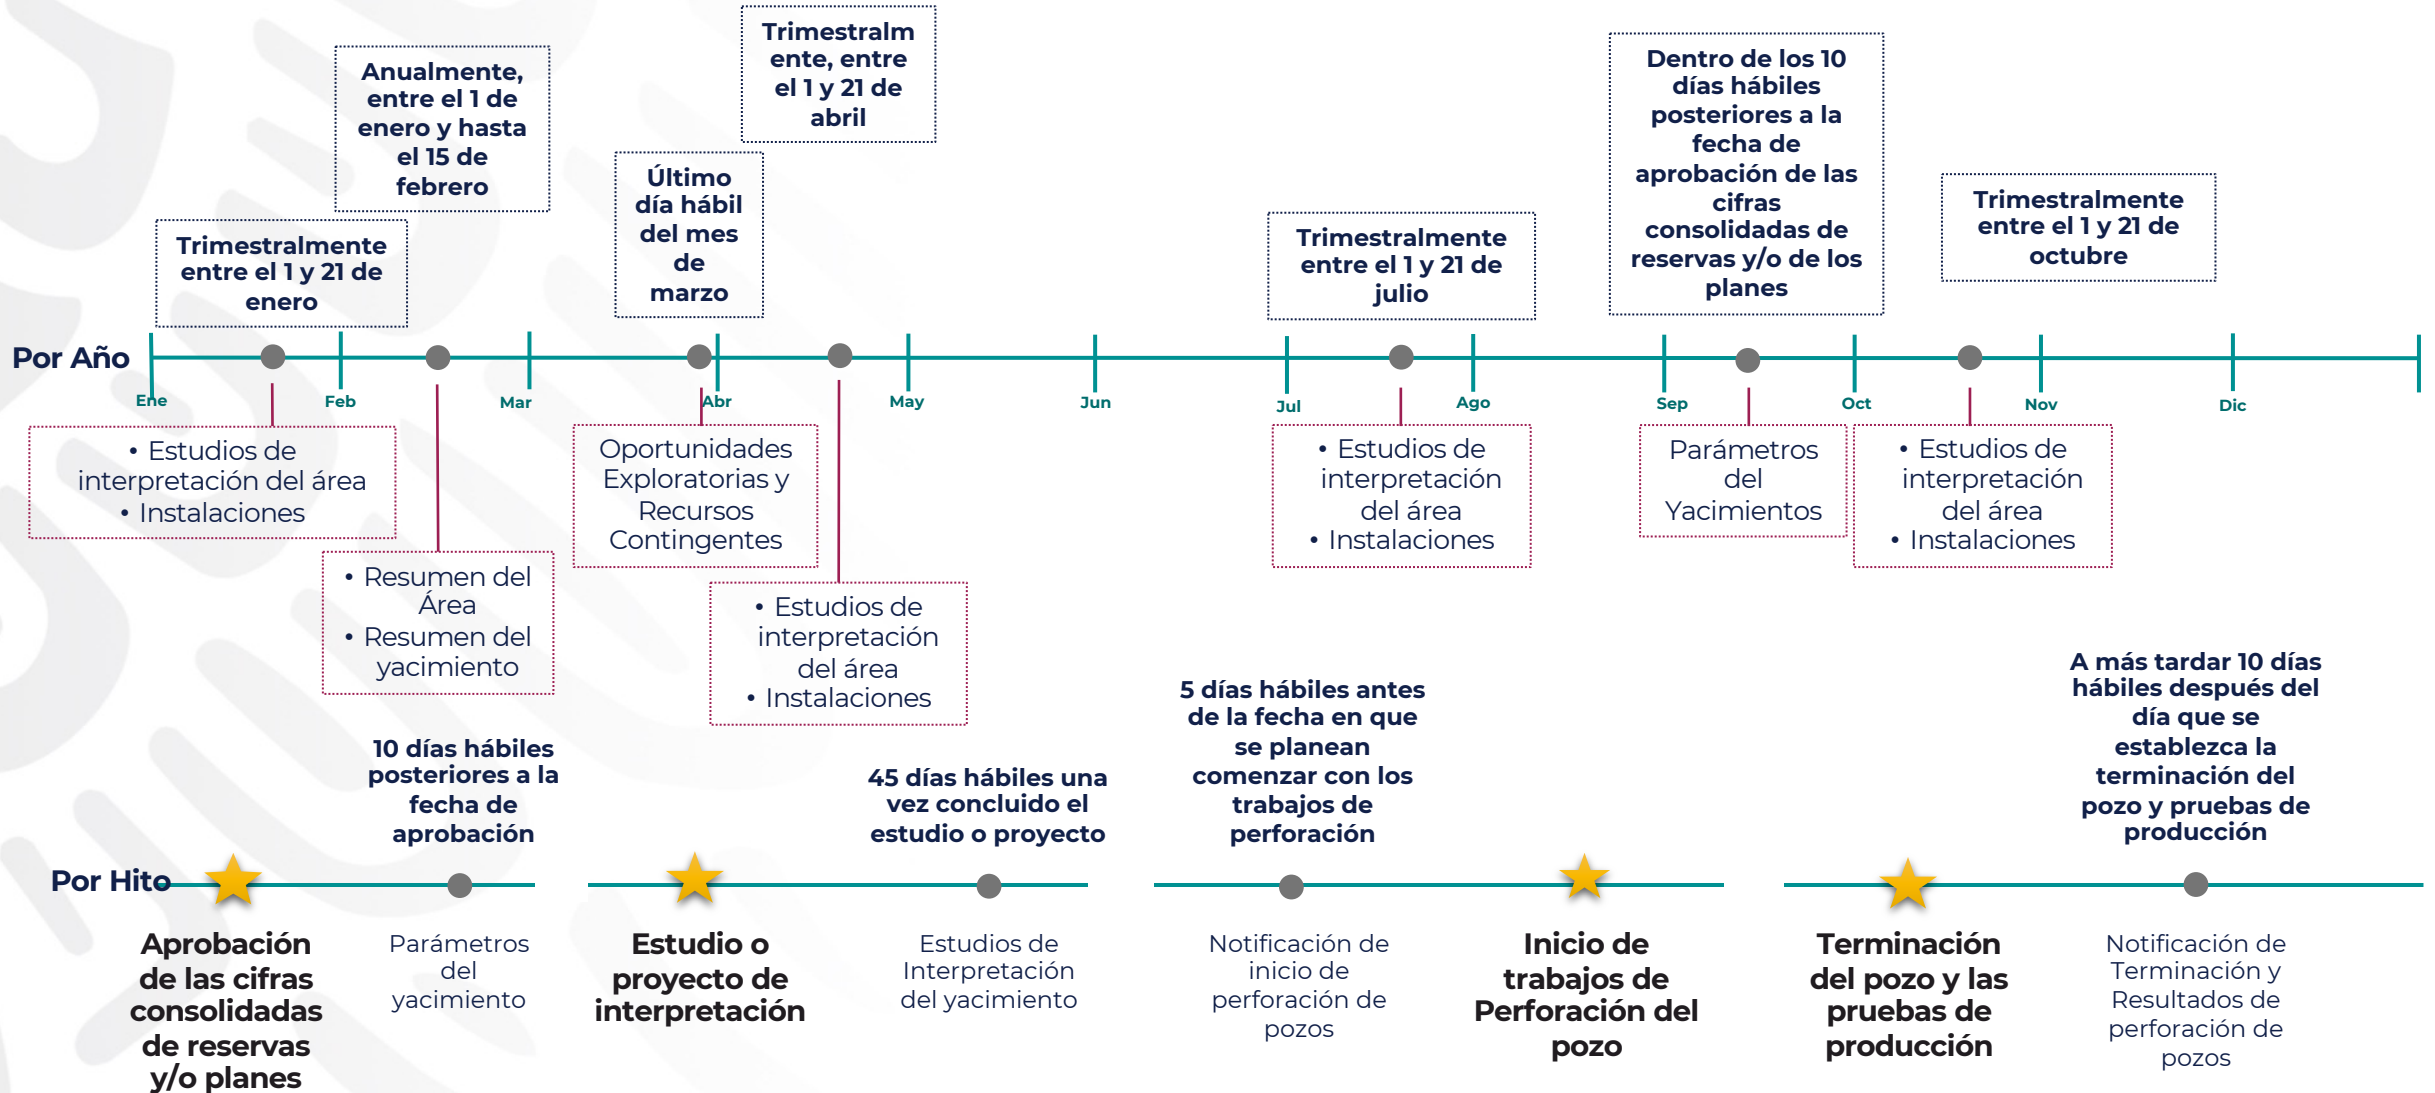 Trimestralm
ente, entre
el 1 y 21 de
abril
Anualmente,
entre el 1 de
enero y hasta
el 15 de
febrero
Dentro de los 10
días hábiles
posteriores a la
fecha de
aprobación de las
cifras
consolidadas de
reservas y/o de los
planes
Último
día hábil
del mes
de
marzo
Trimestralmente
entre el 1 y 21 de
enero
Trimestralmente
entre el 1 y 21 de
julio
Trimestralmente
entre el 1 y 21 de
octubre
Por Año
Ene
Feb
Mar
Abr
May
Jun
Jul
Ago
Sep
Oct
Nov
Dic
• Estudios de
interpretación del área
• Instalaciones
• Resumen del
Área
• Resumen del
yacimiento
Oportunidades
Exploratorias y
Recursos
Contingentes
• Estudios de
interpretación
del área
• Instalaciones
• Estudios de
interpretación
del área
• Instalaciones
Parámetros
del
Yacimientos
• Estudios de
interpretación
del área
• Instalaciones
10 días hábiles
posteriores a la
fecha de
aprobación
45 días hábiles una
vez concluido el
estudio o proyecto
5 días hábiles antes
de la fecha en que
se planean
comenzar con los
trabajos de
perforación
A más tardar 10 días
hábiles después del
día que se
establezca la
terminación del
pozo y pruebas de
producción
Por Hito
Aprobación
de las cifras
consolidadas
de reservas
y/o planes
Parámetros
del
yacimiento
Estudio o
proyecto de
interpretación
Estudios de
Interpretación
del yacimiento
Notificación de
inicio de
perforación de
pozos
Inicio de
trabajos de
Perforación del
pozo
Terminación
del pozo y las
pruebas de
producción
Notificación de
Terminación y
Resultados de
perforación de
pozos